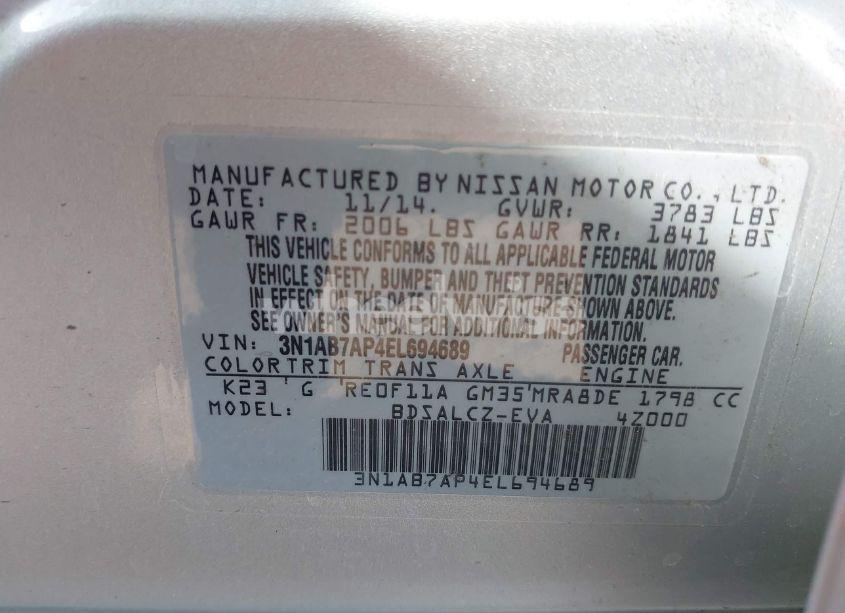 MANUFACTURED BY NISSAN MOTOR CO., LTD.
DATE: 11/14. GVWR: 3783 LBS
GAWR FR: 2006 LBS GAWR RR: 1841 LBS
THIS VEHICLE CONFORMS TO ALL APPLICABLE FEDERAL MOTOR
VEHICLE SAFETY, BUMPER AND THEFT PREVENTION STANDARDS
IN EFFECT ON THE DATE OF MANUFACTURE SHOWN ABOVE.
SEE OWNER'S MANUAL FOR ADDITIONAL INFORMATION.
VIN: 3N1AB7AP4EL694689 PASSENGER CAR.
COLOR TRIM TRANS AXLE ENGINE
K23 ' G 'RE0F11A GM35'MRA8DE 1798 CC
MODEL: BDSALCZ-EVA 4Z000
3N1AB7AP4EL694689